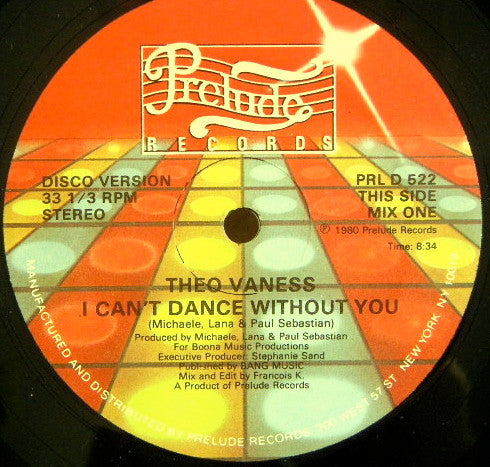 Prelude
RECORDS
DISCO VERSION
33 1/3 RPM
STEREO
PRL D 522
THIS SIDE
MIX ONE
℗ 1980 Prelude Records
Time: 8:34
THEO VANESS
I CAN'T DANCE WITHOUT YOU
(Michaele, Lana & Paul Sebastian)
Produced by Michaele, Lana & Paul Sebastian
For Boona Music Productions
Executive Producer: Stephanie Sand
Published by BANG MUSIC
Mix and Edit by Francois K.
A Product of Prelude Records
MANUFACTURED AND DISTRIBUTED BY PRELUDE RECORDS, 200 WEST 57 ST. NEW YORK, NY 10019